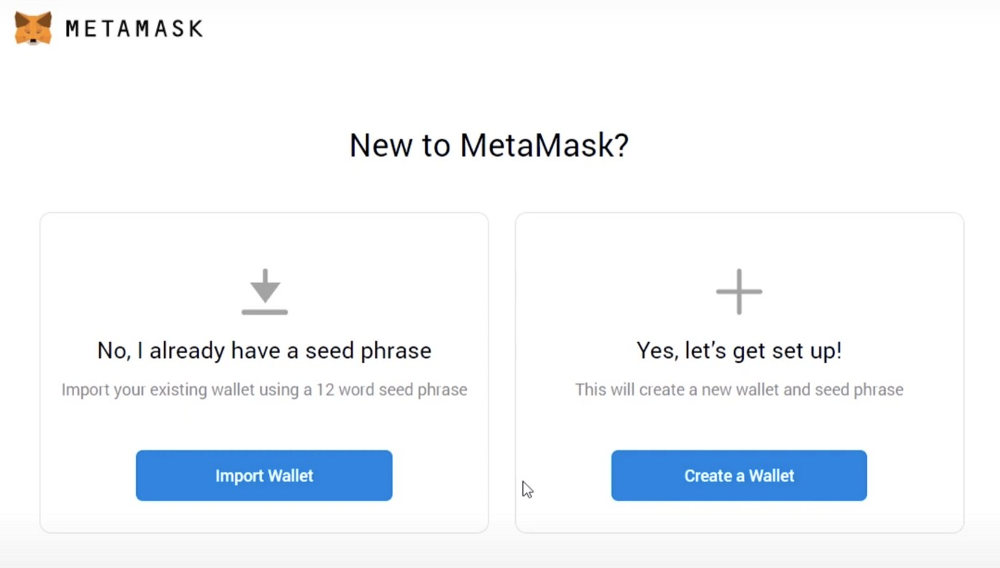 METAMASK
New to MetaMask?
No, I already have a seed phrase
Import your existing wallet using a 12 word seed phrase
Import Wallet
Yes, let’s get set up!
This will create a new wallet and seed phrase
Create a Wallet